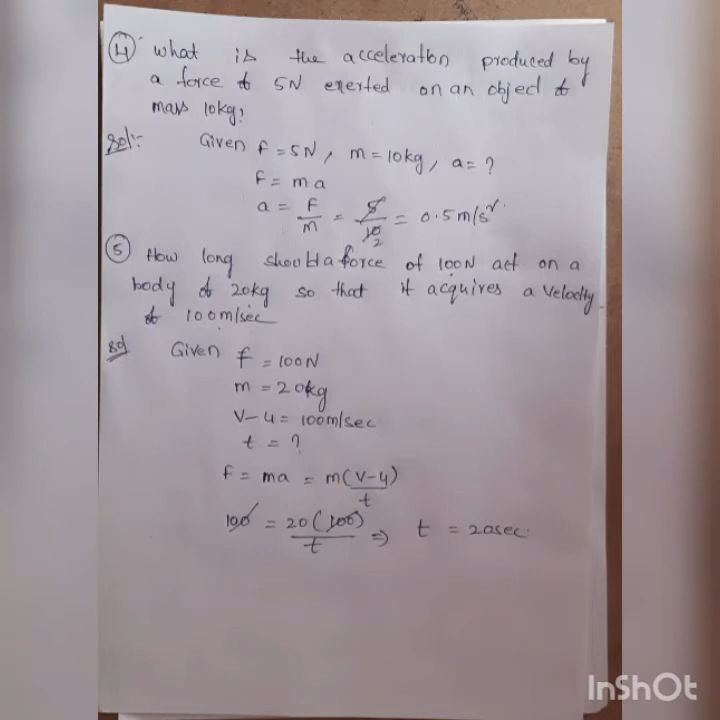 ④ What is the acceleration produced by
a force of 5N exerted on an object of
mass 10kg?
Sol:- Given F = 5N, m = 10kg, a = ?
F = ma
a = F/m = 5/10 2 = 0.5 m/s²
⑤ How long should a force of 100N act on a
body of 20kg so that it acquires a Velocity
of 100m/sec
Sol Given F = 100N
m = 20kg
V-u = 100m/sec
t = ?
F = ma = m(V-u)/t
100 = 20(100)/t ⇒ t = 20sec.
InShOt